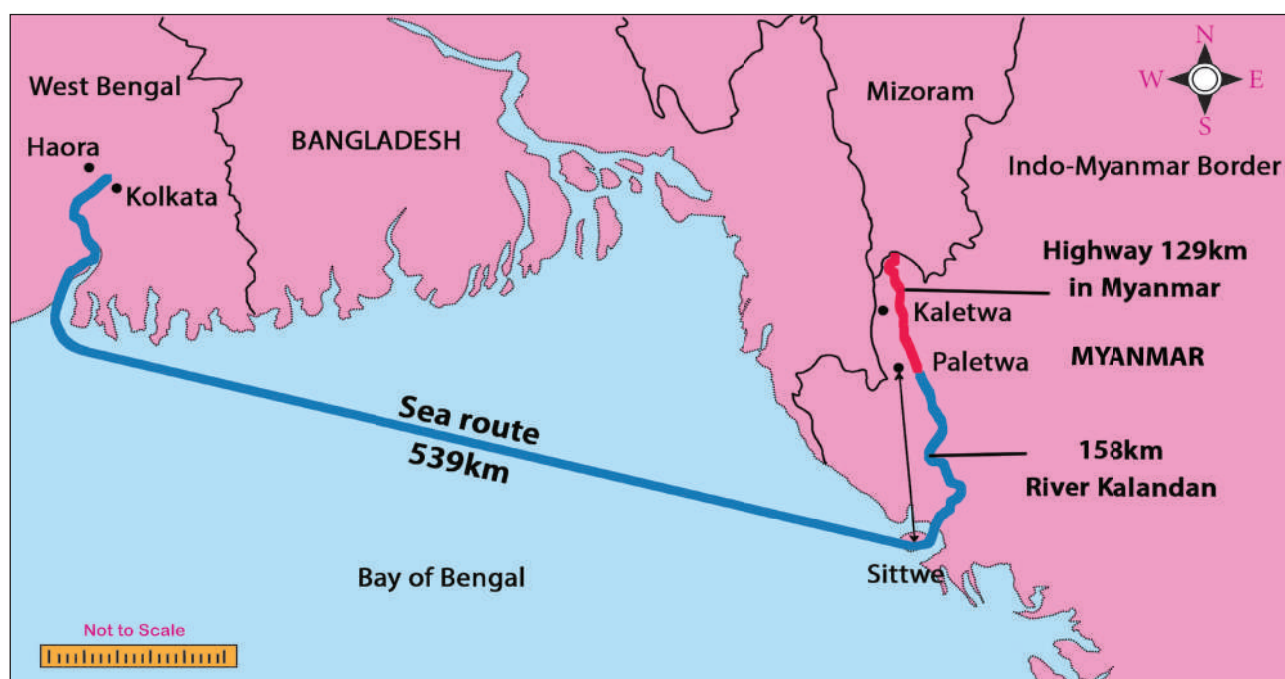 West Bengal
Haora
Kolkata
BANGLADESH
Mizoram
N
W E
S
Indo-Myanmar Border
Highway 129km
in Myanmar
Kaletwa
Paletwa
MYANMAR
Sea route
539km
158km
River Kalandan
Sittwe
Bay of Bengal
Not to Scale